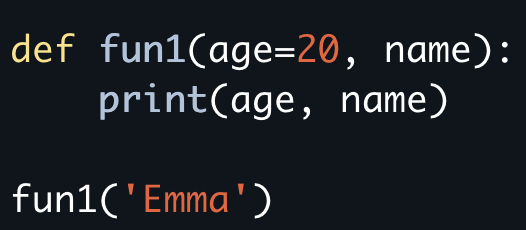 def fun1(age=20, name):
    print(age, name)

fun1('Emma')